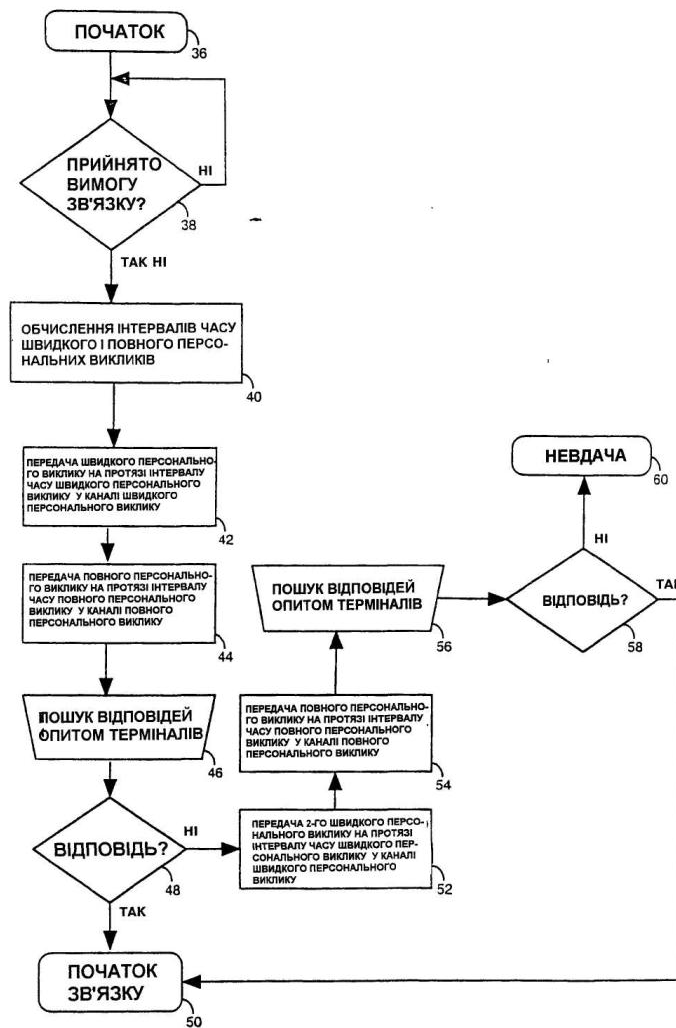 ПОЧАТОК
36
ПРИЙНЯТО
ВИМОГУ
ЗВ'ЯЗКУ?
НІ
38
ТАК НІ
ОБЧИСЛЕННЯ ІНТЕРВАЛІВ ЧАСУ
ШВИДКОГО І ПОВНОГО ПЕРСО-
НАЛЬНИХ ВИКЛИКІВ
40
ПЕРЕДАЧА ШВИДКОГО ПЕРСОНАЛЬНО-
ГО ВИКЛИКУ НА ПРОТЯЗІ ІНТЕРВАЛУ
ЧАСУ ШВИДКОГО ПЕРСОНАЛЬНОГО
ВИКЛИКУ У КАНАЛІ ШВИДКОГО
ПЕРСОНАЛЬНОГО ВИКЛИКУ
42
ПЕРЕДАЧА ПОВНОГО ПЕРСОНАЛЬНО-
ГО ВИКЛИКУ НА ПРОТЯЗІ ІНТЕРВАЛУ
ЧАСУ ПОВНОГО ПЕРСОНАЛЬНОГО
ВИКЛИКУ У КАНАЛІ ПОВНОГО
ПЕРСОНАЛЬНОГО ВИКЛИКУ
44
ПОШУК ВІДПОВІДЕЙ
ОПИТОМ ТЕРМІНАЛІВ
46
ВІДПОВІДЬ?
НІ
48
ТАК
ПОЧАТОК
ЗВ'ЯЗКУ
50
ПЕРЕДАЧА 2-ГО ШВИДКОГО ПЕРСО-
НАЛЬНОГО ВИКЛИКУ НА ПРОТЯЗІ
ІНТЕРВАЛУ ЧАСУ ШВИДКОГО ПЕР-
СОНАЛЬНОГО ВИКЛИКУ У КАНАЛІ
ШВИДКОГО ПЕРСОНАЛЬНОГО
ВИКЛИКУ
52
ПЕРЕДАЧА ПОВНОГО ПЕРСОНАЛЬНО-
ГО ВИКЛИКУ НА ПРОТЯЗІ ІНТЕРВАЛУ
ЧАСУ ПОВНОГО ПЕРСОНАЛЬНОГО
ВИКЛИКУ У КАНАЛІ ПОВНОГО
ПЕРСОНАЛЬНОГО ВИКЛИКУ
54
ПОШУК ВІДПОВІДЕЙ
ОПИТОМ ТЕРМІНАЛІВ
56
ВІДПОВІДЬ?
58
НІ
ТАК
НЕВДАЧА
60